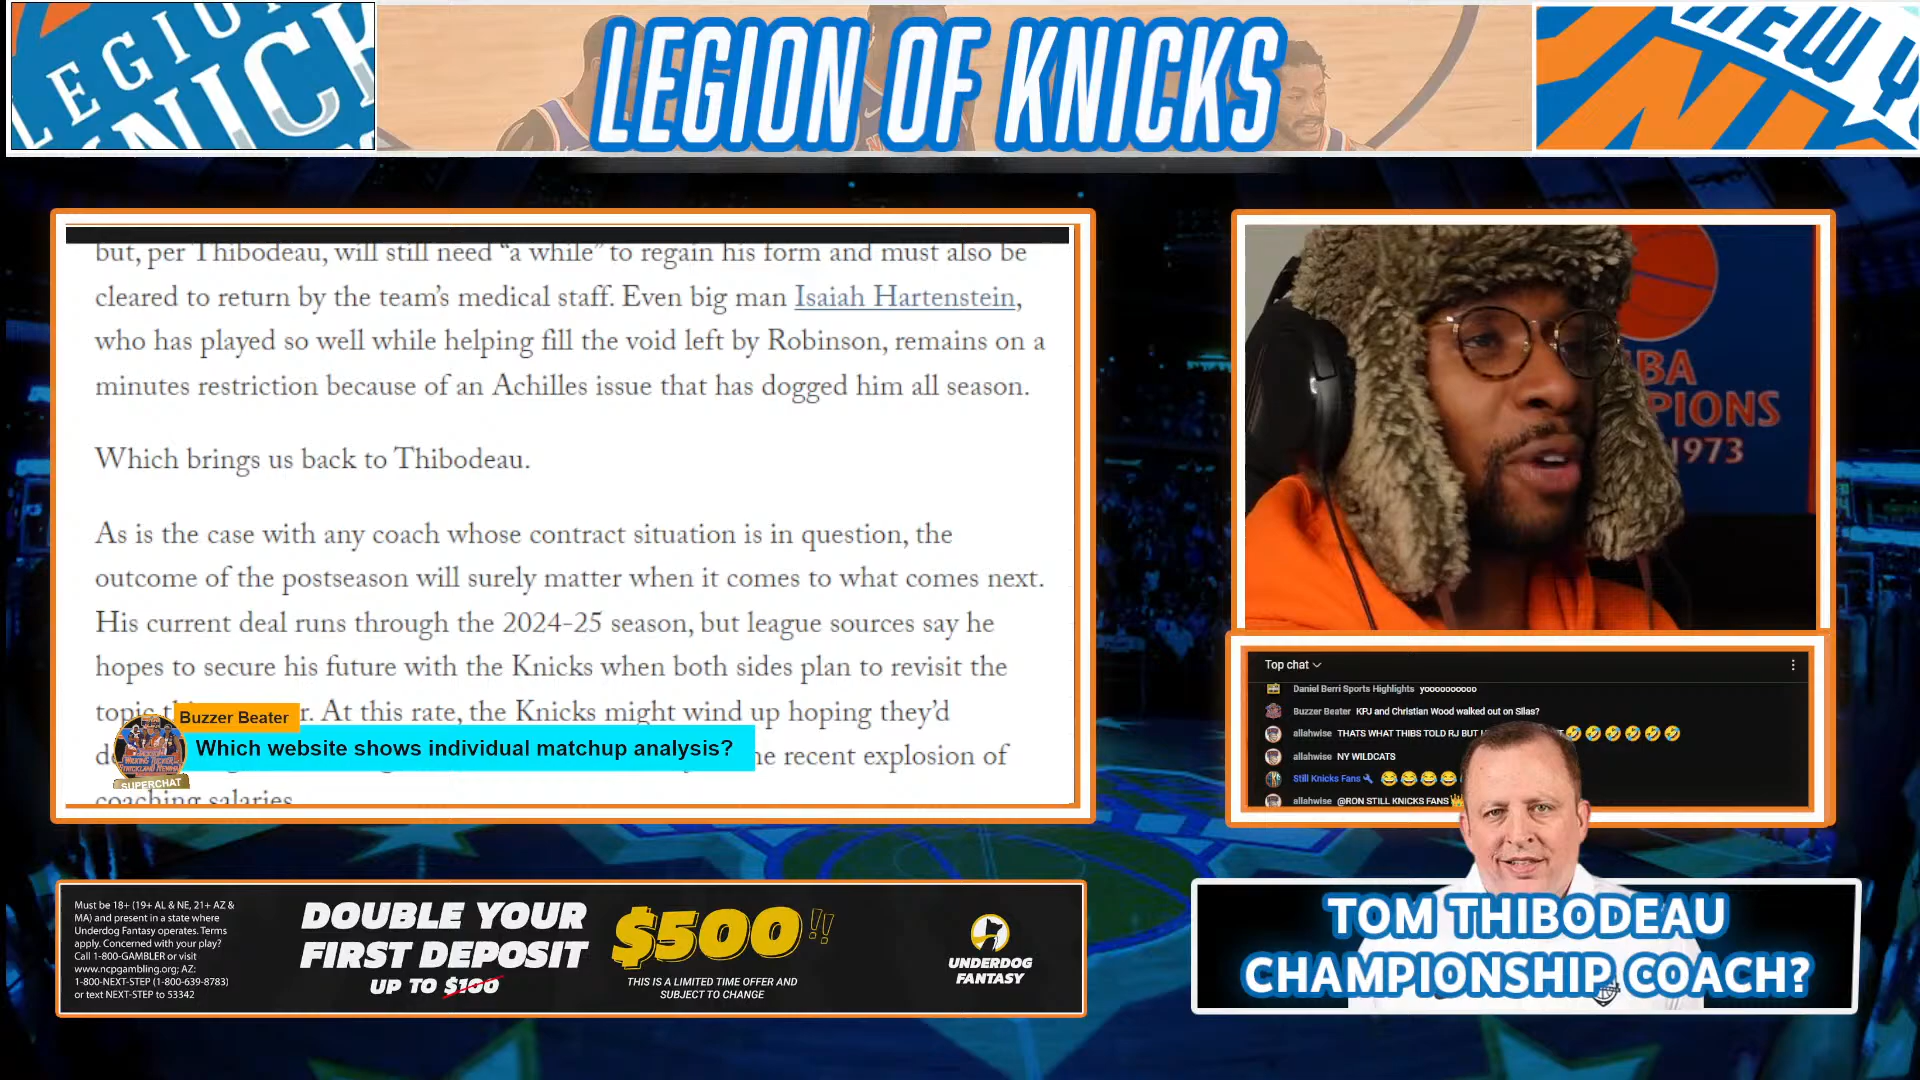 LEGION
KNICK
LEGION OF KNICKS
NEW Y
but, per Thibodeau, will still need “a while” to regain his form and must also be
cleared to return by the team’s medical staff. Even big man Isaiah Hartenstein,
who has played so well while helping fill the void left by Robinson, remains on a
minutes restriction because of an Achilles issue that has dogged him all season.
Which brings us back to Thibodeau.
As is the case with any coach whose contract situation is in question, the
outcome of the postseason will surely matter when it comes to what comes next.
His current deal runs through the 2024-25 season, but league sources say he
hopes to secure his future with the Knicks when both sides plan to revisit the
topic r. At this rate, the Knicks might wind up hoping they’d
recent explosion of
coaching salaries
Buzzer Beater
Which website shows individual matchup analysis?
SUPERCHAT
BA
PIONS
1973
Top chat
Daniel Berri Sports Highlights yoooooooooo
Buzzer Beater KFJ and Christian Wood walked out on Silas?
allahwise THATS WHAT THIBS TOLD RJ BUT
allahwise NY WILDCATS
Still Knicks Fans
allahwise @RON STILL KNICKS FANS
Must be 18+ (19+ AL & NE, 21+ AZ &
MA) and present in a state where
Underdog Fantasy operates. Terms
apply. Concerned with your play?
Call 1-800-GAMBLER or visit
www.ncpgambling.org; AZ:
1-800-NEXT-STEP (1-800-639-8783)
or text NEXT-STEP to 53342
DOUBLE YOUR
FIRST DEPOSIT
UP TO $100
$500!!
THIS IS A LIMITED TIME OFFER AND
SUBJECT TO CHANGE
UNDERDOG
FANTASY
TOM THIBODEAU
CHAMPIONSHIP COACH?